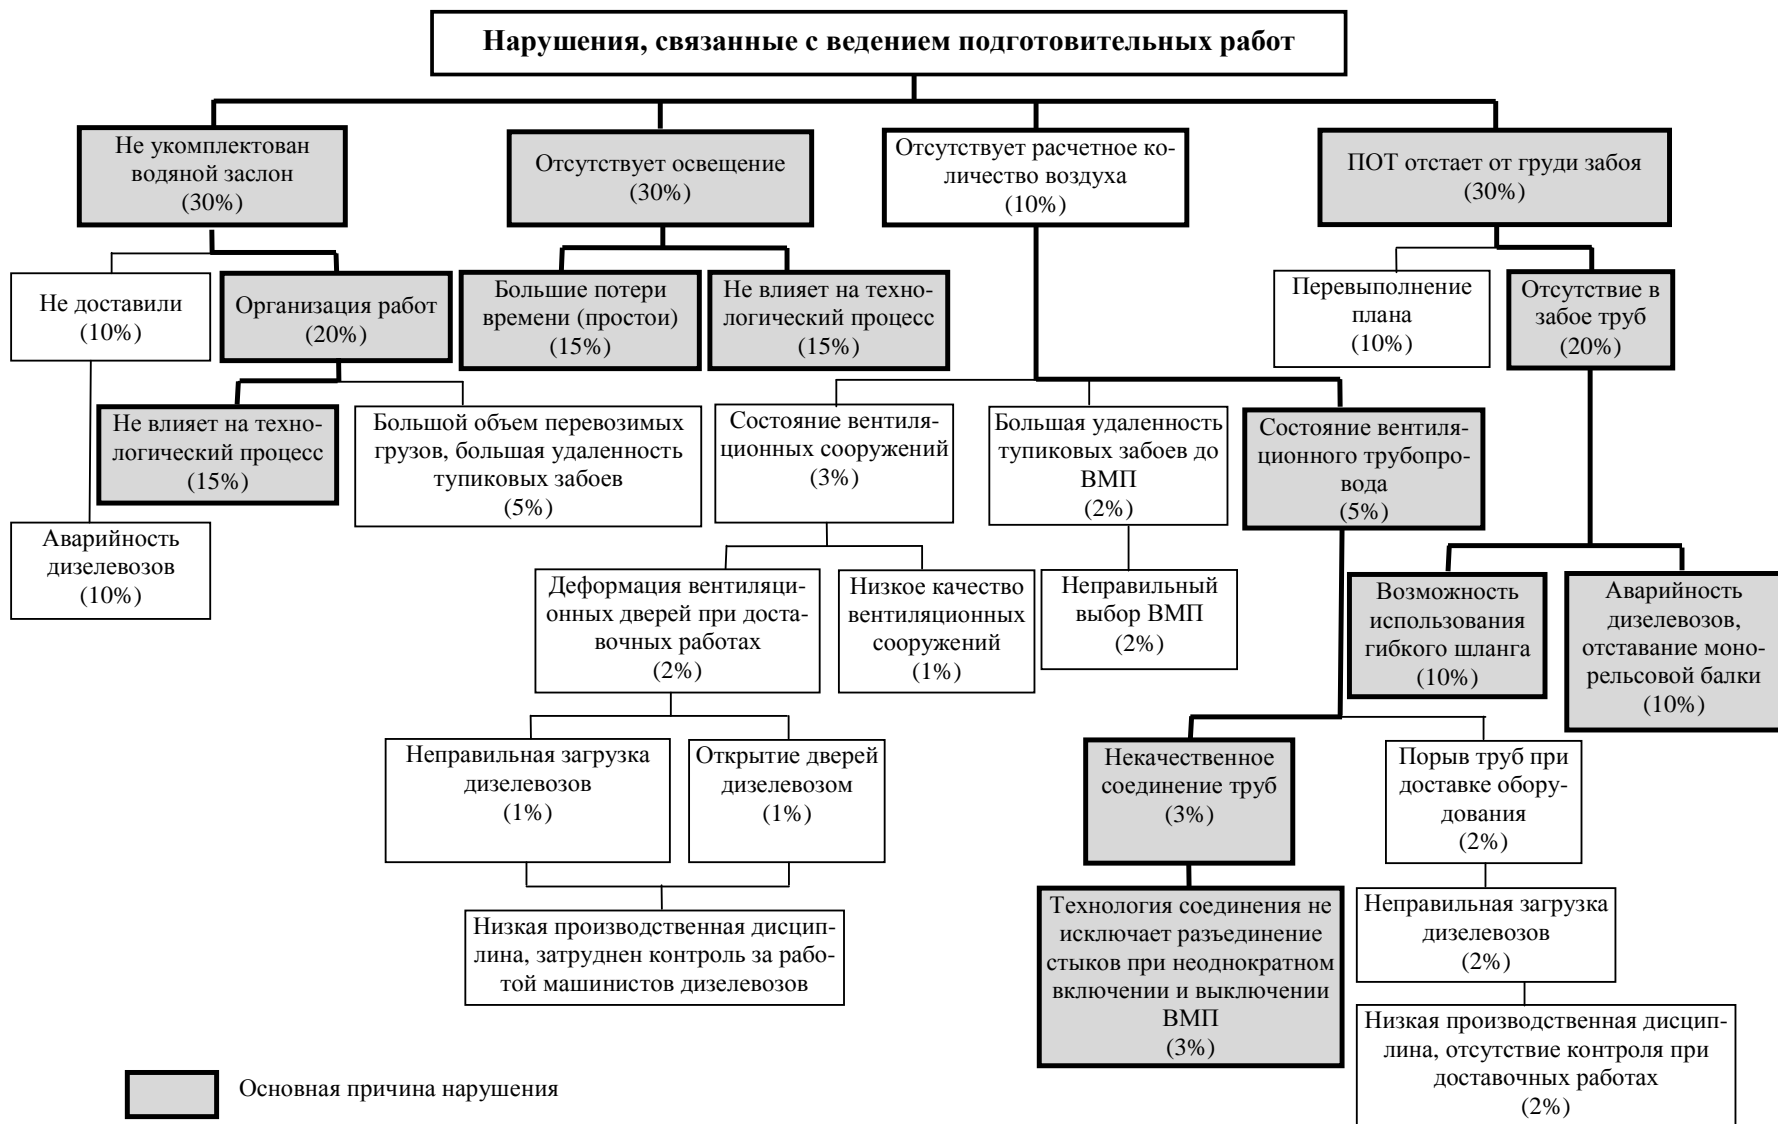 Нарушения, связанные с ведением подготовительных работ
Не укомплектован
водяной заслон
(30%)
Отсутствует освещение
(30%)
Отсутствует расчетное ко-
личество воздуха
(10%)
ПОТ отстает от груди забоя
(30%)
Не доставили
(10%)
Организация работ
(20%)
Большие потери
времени (простои)
(15%)
Не влияет на техно-
логический процесс
(15%)
Перевыполнение
плана
(10%)
Отсутствие в
забое труб
(20%)
Не влияет на техно-
логический процесс
(15%)
Большой объем перевозимых
грузов, большая удаленность
тупиковых забоев
(5%)
Состояние вентиля-
ционных сооружений
(3%)
Большая удаленность
тупиковых забоев до
ВМП
(2%)
Состояние вентиля-
ционного трубопро-
вода
(5%)
Аварийность
дизелевозов
(10%)
Деформация вентиляци-
онных дверей при доста-
вочных работах
(2%)
Низкое качество
вентиляционных
сооружений
(1%)
Неправильный
выбор ВМП
(2%)
Возможность
использования
гибкого шланга
(10%)
Аварийность
дизелевозов,
отставание моно-
рельсовой балки
(10%)
Неправильная загрузка
дизелевозов
(1%)
Открытие дверей
дизелевозом
(1%)
Некачественное
соединение труб
(3%)
Порыв труб при
доставке обору-
дования
(2%)
Низкая производственная дисцип-
лина, затруднен контроль за рабо-
той машинистов дизелевозов
Технология соединения не
исключает разъединение
стыков при неоднократном
включении и выключении
ВМП
(3%)
Неправильная загрузка
дизелевозов
(2%)
Низкая производственная дисцип-
лина, отсутствие контроля при
доставочных работах
(2%)
Основная причина нарушения